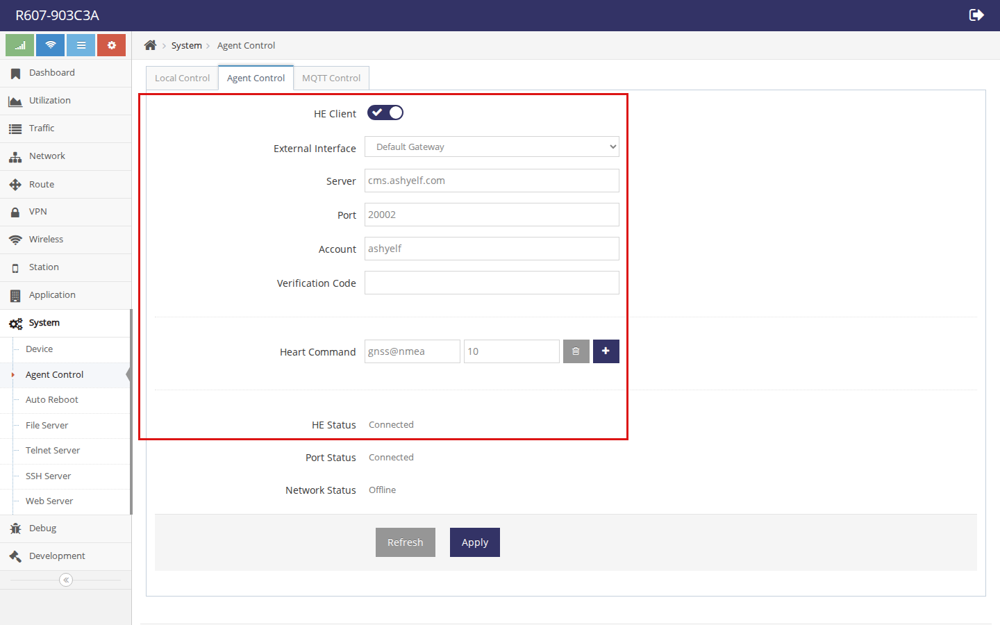 R607-903C3A
System
Agent Control
Dashboard
Utilization
Traffic
Network
Route
VPN
Wireless
Station
Application
System
Device
Agent Control
Auto Reboot
File Server
Telnet Server
SSH Server
Web Server
Debug
Development
Local Control
Agent Control
MQTT Control
HE Client
External Interface Default Gateway
Server cms.ashyelf.com
Port 20002
Account ashyelf
Verification Code
Heart Command gnss@nmea 10
HE Status Connected
Port Status Connected
Network Status Offline
Refresh Apply